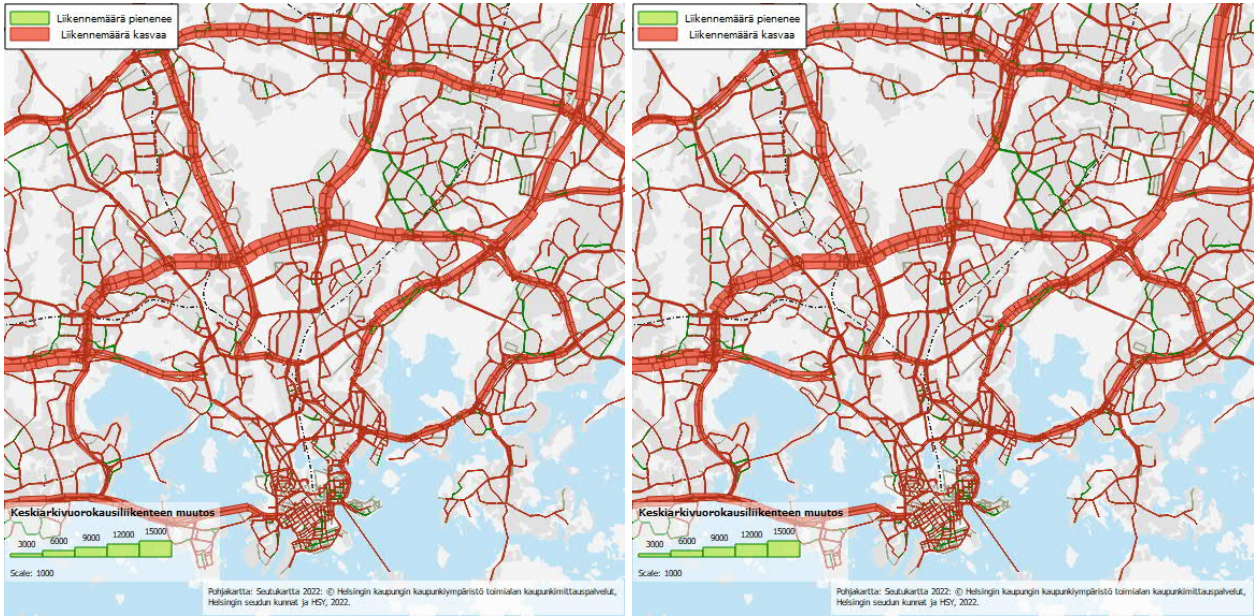 Liikennemäärä pienenee
Liikennemäärä kasvaa
Keskiarkivuorokausiliikenteen muutos
3000 6000 9000 12000 15000
Scale: 1000
Pohjakartta: Seutukartta 2022: © Helsingin kaupungin kaupunkiympäristö toimialan kaupunkimittauspalvelut,
Helsingin seudun kunnat ja HSY, 2022.
Liikennemäärä pienenee
Liikennemäärä kasvaa
Keskiarkivuorokausiliikenteen muutos
3000 6000 9000 12000 15000
Scale: 1000
Pohjakartta: Seutukartta 2022: © Helsingin kaupungin kaupunkiympäristö toimialan kaupunkimittauspalvelut,
Helsingin seudun kunnat ja HSY, 2022.